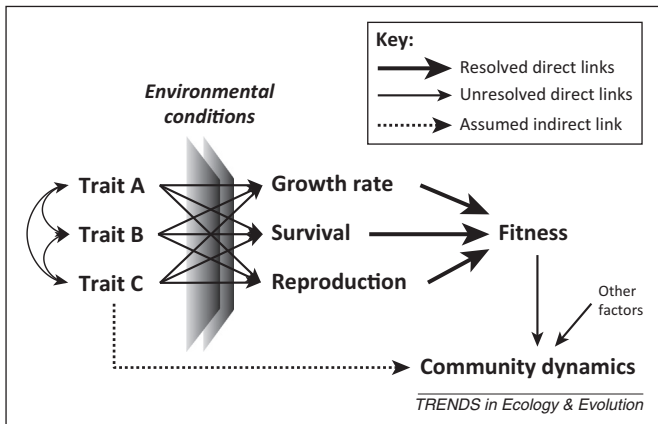 Key:
Resolved direct links
Unresolved direct links
Assumed indirect link
Environmental
conditions
Trait A
Growth rate
Trait B
Survival
Fitness
Trait C
Reproduction
Other
factors
Community dynamics
TRENDS in Ecology & Evolution